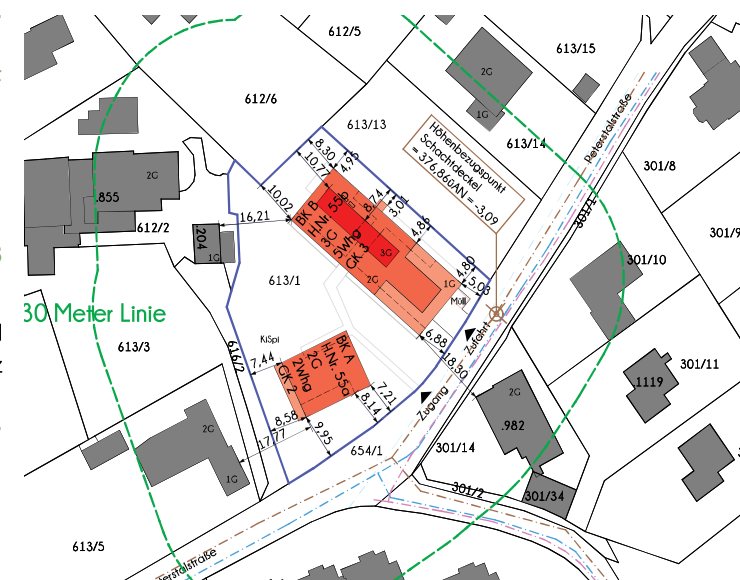 612/5
613/15
2G
612/6
1G
613/13
613/14
Peterstalstraße
Höhenbezugspunkt
Schachtdeckel
= 376,86üAN = -3,09
301/8
8,30
4,95
10,77
2G
.855
10,02
612/2
16,21
204
1G
BK B
H.Nr. 55b
3G
5Whg
GK 3
8,74
3,01
4,86
3G
2G
1G
301/1
301/9
301/10
4,80
5,03
Müll
613/1
30 Meter Linie
613/3
616/2
KiSpi
7,44
BK A
H.Nr. 55a
2G
2Whg
GK 2
6,88
18,30
Zufahrt
Zugang
7,21
8,14
8,58
9,95
17,77
2G
1G
654/1
2G
.982
301/11
1119
301/14
301/2
301/34
613/5
terstalstraße